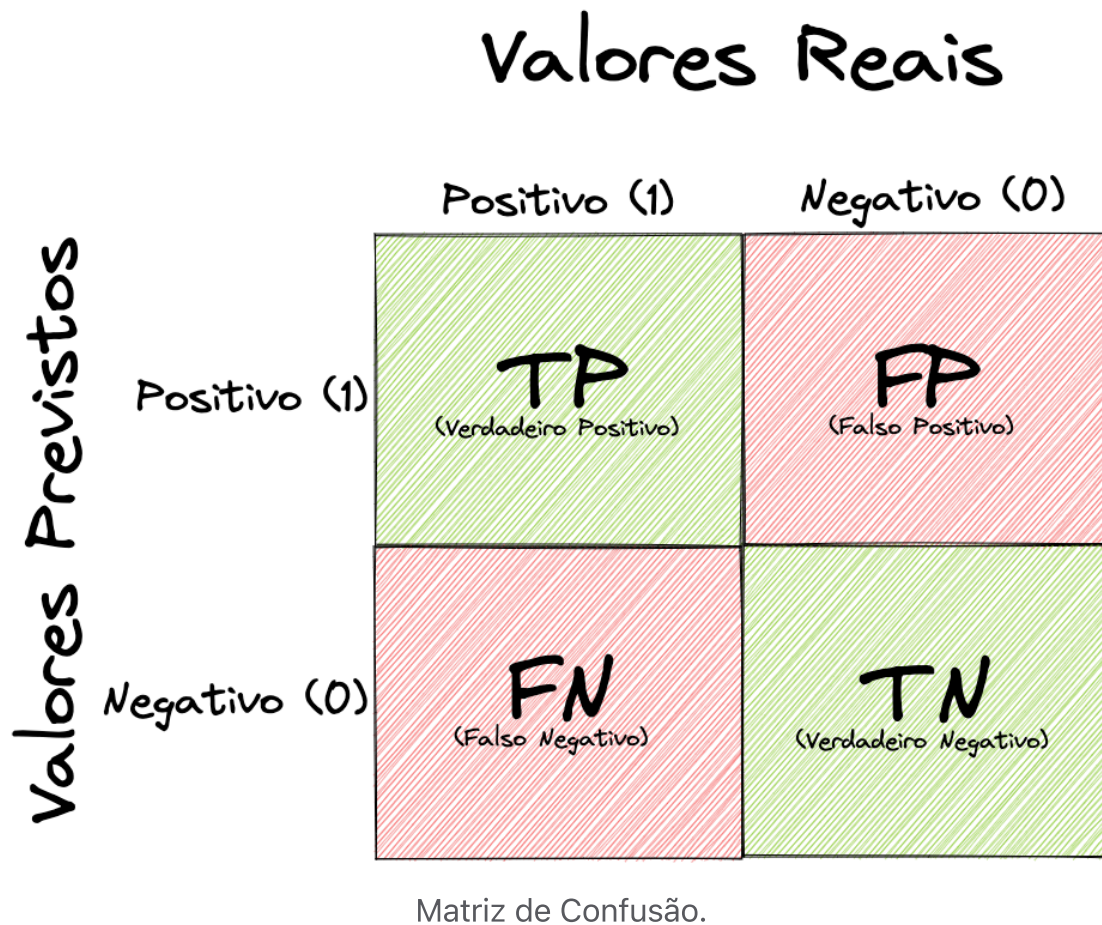 Valores Reais
Positivo (1)
Negativo (0)
Valores Previstos
Positivo (1)
TP
(Verdadeiro Positivo)
FP
(Falso Positivo)
Negativo (0)
FN
(Falso Negativo)
TN
(Verdadeiro Negativo)
Matriz de Confusão.